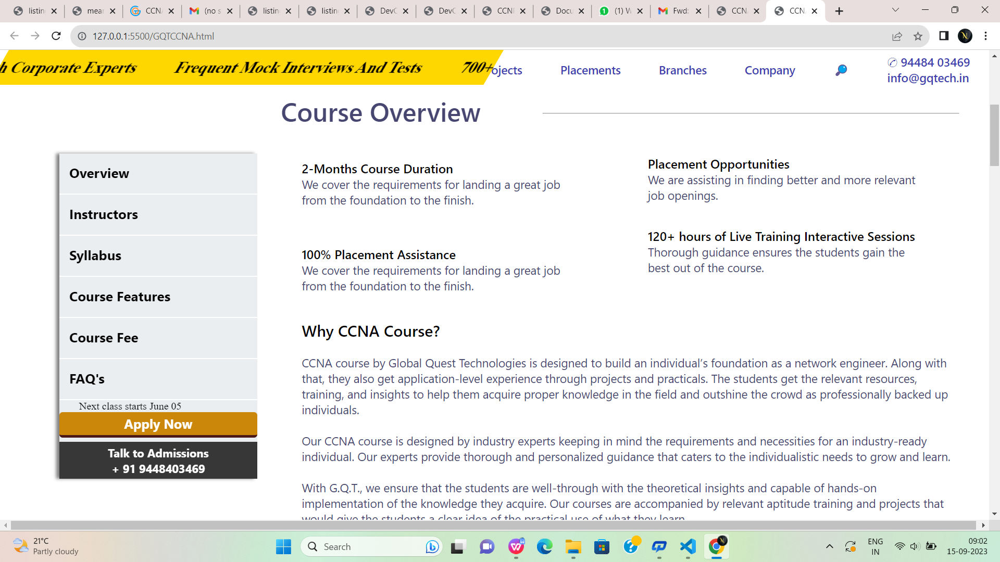 listing
mear
CCNA
(no s
listing
listing
DevO
DevO
CCN
Docu
(1) W
Fwd:
CCNA
CCNA
127.0.0.1:5500/GQTCCNA.html
h Corporate Experts Frequent Mock Interviews And Tests 700+
ojects
Placements
Branches
Company
94484 03469
info@gqtech.in
Course Overview
Overview
Instructors
Syllabus
Course Features
Course Fee
FAQ's
Next class starts June 05
Apply Now
Talk to Admissions
+ 91 9448403469
2-Months Course Duration
We cover the requirements for landing a great job
from the foundation to the finish.
Placement Opportunities
We are assisting in finding better and more relevant
job openings.
100% Placement Assistance
We cover the requirements for landing a great job
from the foundation to the finish.
120+ hours of Live Training Interactive Sessions
Thorough guidance ensures the students gain the
best out of the course.
Why CCNA Course?
CCNA course by Global Quest Technologies is designed to build an individual’s foundation as a network engineer. Along with
that, they also get application-level experience through projects and practicals. The students get the relevant resources,
training, and insights to help them acquire proper knowledge in the field and outshine the crowd as professionally backed up
individuals.
Our CCNA course is designed by industry experts keeping in mind the requirements and necessities for an industry-ready
individual. Our experts provide thorough and personalized guidance that caters to the individualistic needs to grow and learn.
With G.Q.T., we ensure that the students are well-through with the theoretical insights and capable of hands-on
implementation of the knowledge they acquire. Our courses are accompanied by relevant aptitude training and projects that
would give the students a clear idea of the practical use of what they learn.
21°C
Partly cloudy
Search
ENG
IN
09:02
15-09-2023